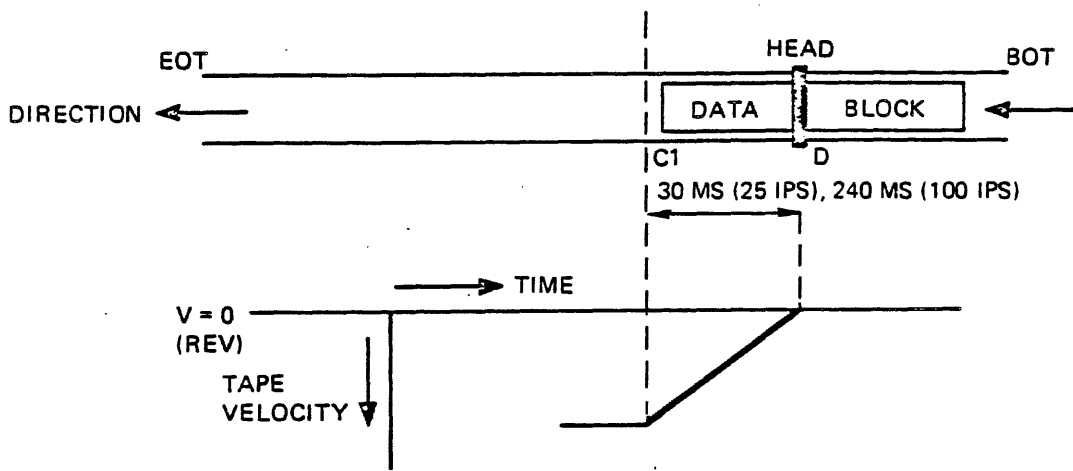 HEAD
EOT
BOT
DIRECTION
DATA
BLOCK
C1
D
30 MS (25 IPS), 240 MS (100 IPS)
TIME
V = 0
(REV)
TAPE
VELOCITY